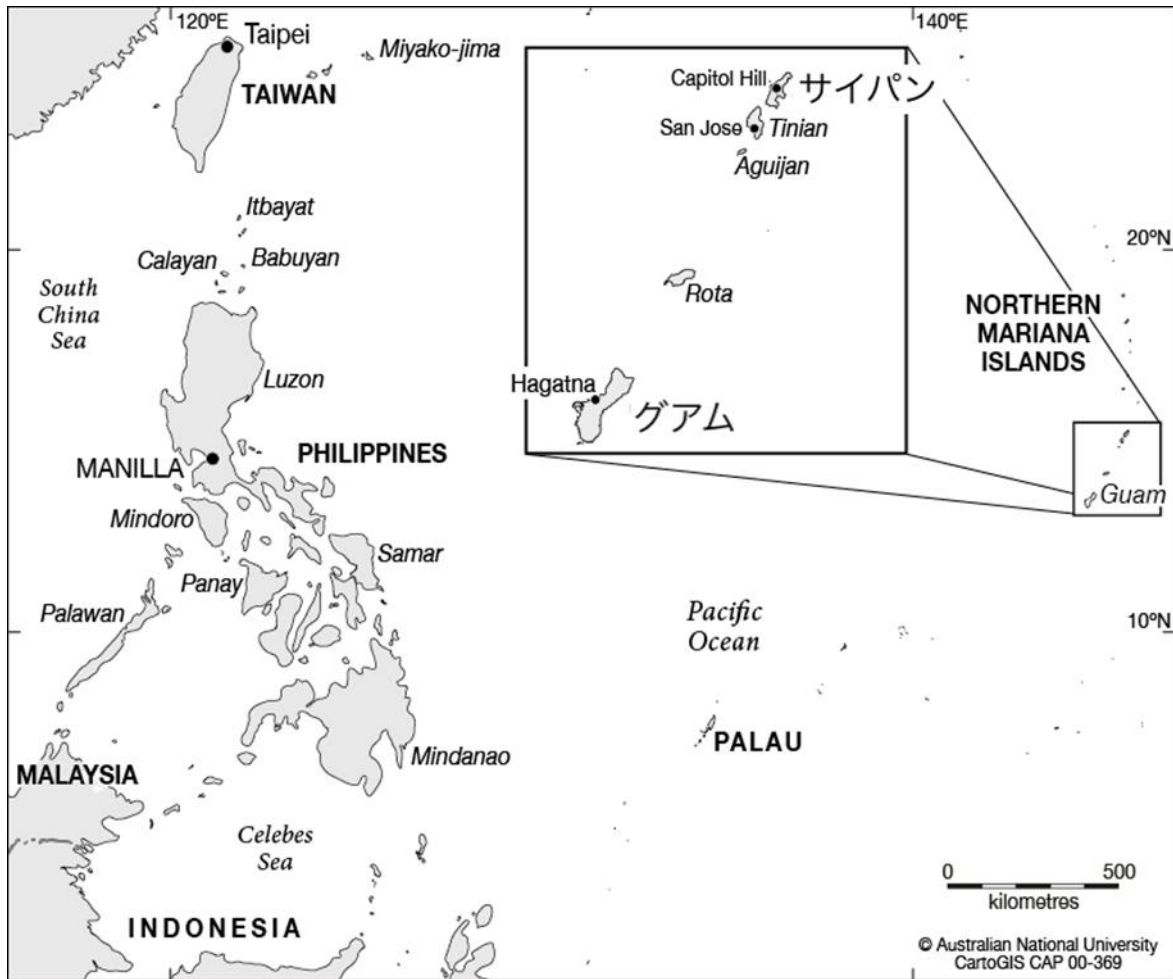 120ºE
140ºE
Taipei
Miyako-jima
TAIWAN
Capitol Hill
サイパン
San Jose
Tinian
Aguijan
Itbayat
Calayan
Babuyan
20ºN
South
China
Sea
Rota
NORTHERN
MARIANA
ISLANDS
Luzon
Hagatna
グアム
PHILIPPINES
MANILLA
Guam
Mindoro
Samar
Panay
Palawan
Pacific
Ocean
10ºN
PALAU
Mindanao
MALAYSIA
Celebes
Sea
0
500
kilometres
INDONESIA
© Australian National University
CartoGIS CAP 00-369